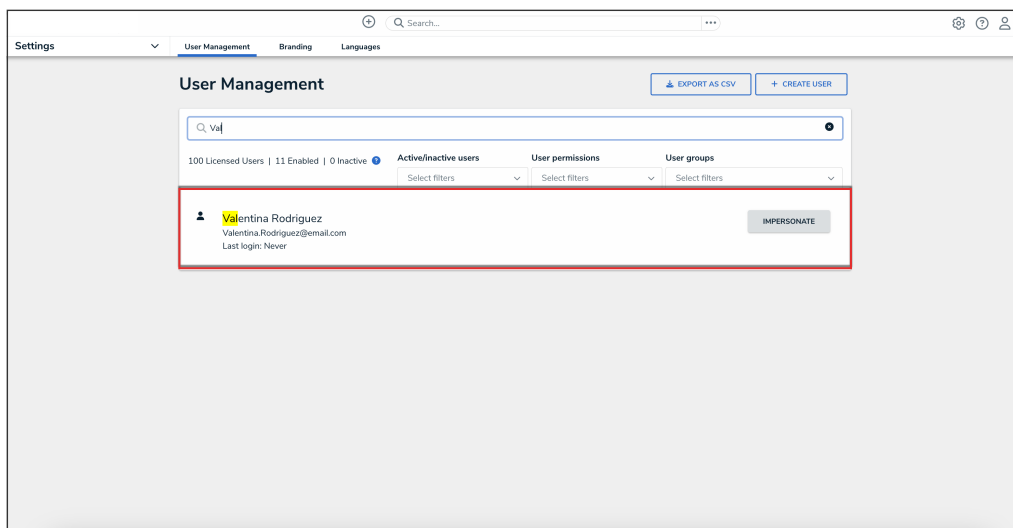 Search...
Settings
User Management Branding Languages
User Management
EXPORT AS CSV
+ CREATE USER
Val
100 Licensed Users | 11 Enabled | 0 Inactive
Active/inactive users
User permissions
User groups
Select filters
Select filters
Select filters
Valentina Rodriguez
Valentina.Rodriguez@email.com
Last login: Never
IMPERSONATE